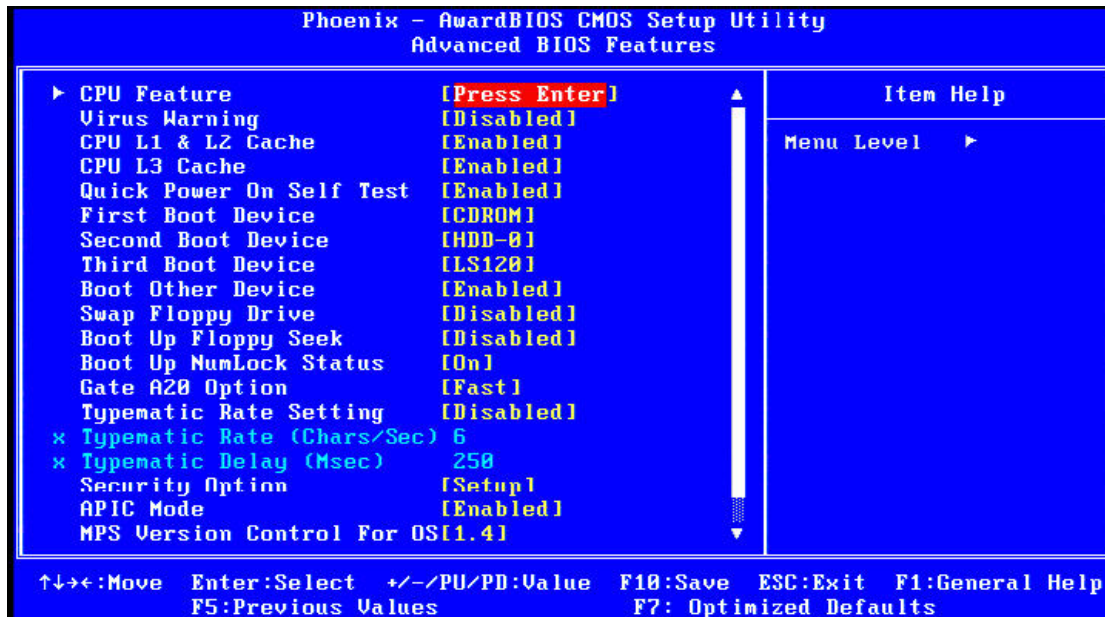 Phoenix - AwardBIOS CMOS Setup Utility
Advanced BIOS Features
► CPU Feature [Press Enter]
Virus Warning [Disabled]
CPU L1 & L2 Cache [Enabled]
CPU L3 Cache [Enabled]
Quick Power On Self Test [Enabled]
First Boot Device [CDROM]
Second Boot Device [HDD-0]
Third Boot Device [LS120]
Boot Other Device [Enabled]
Swap Floppy Drive [Disabled]
Boot Up Floppy Seek [Disabled]
Boot Up NumLock Status [On]
Gate A20 Option [Fast]
Typematic Rate Setting [Disabled]
x Typematic Rate (Chars/Sec) 6
x Typematic Delay (Msec) 250
Security Option [Setup]
APIC Mode [Enabled]
MPS Version Control For OS[1.4]
Item Help
Menu Level ►
↑↓→←:Move Enter:Select +/-/PU/PD:Value F10:Save ESC:Exit F1:General Help
F5:Previous Values F7: Optimized Defaults